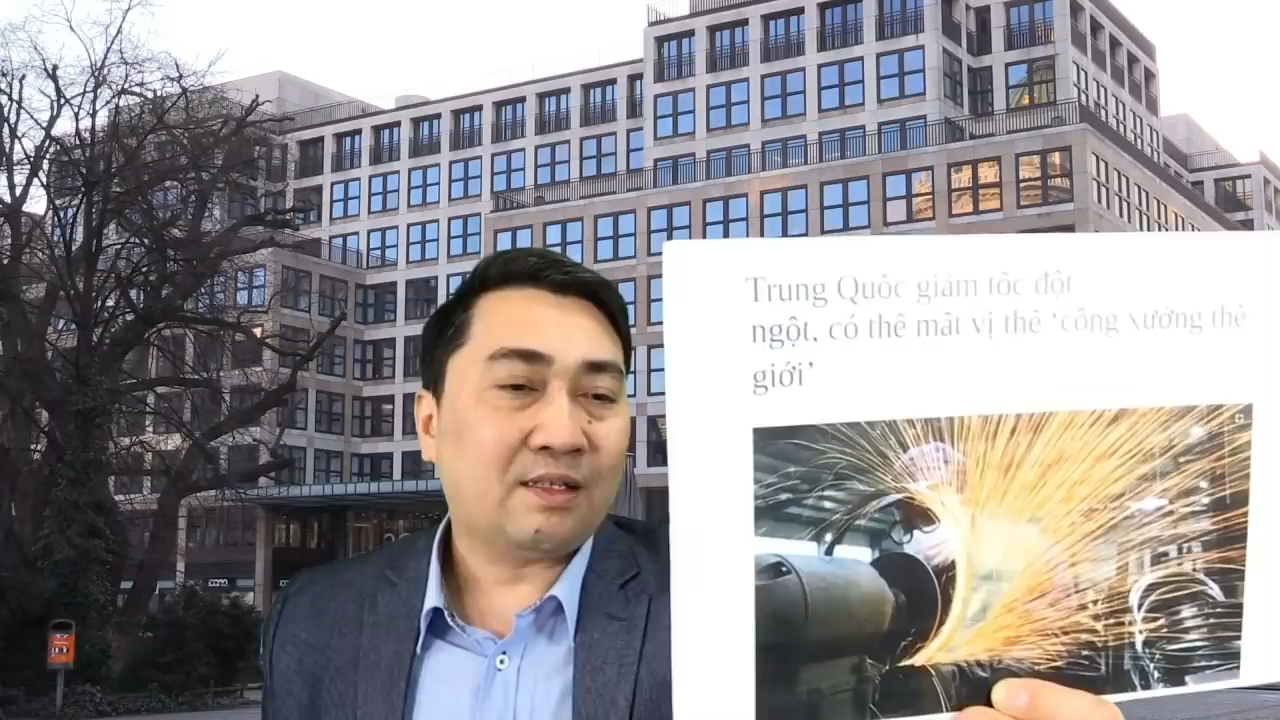 Trung Quốc giảm tốc đột
ngột, có thể mất vị thế ‘công xưởng thế
giới’